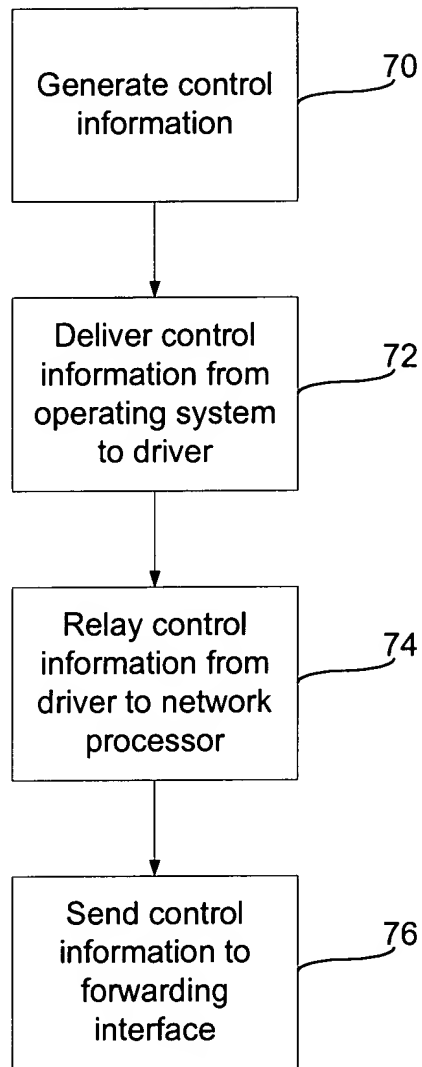 Generate control
information
70
Deliver control
information from
operating system
to driver
72
Relay control
information from
driver to network
processor
74
Send control
information to
forwarding
interface
76